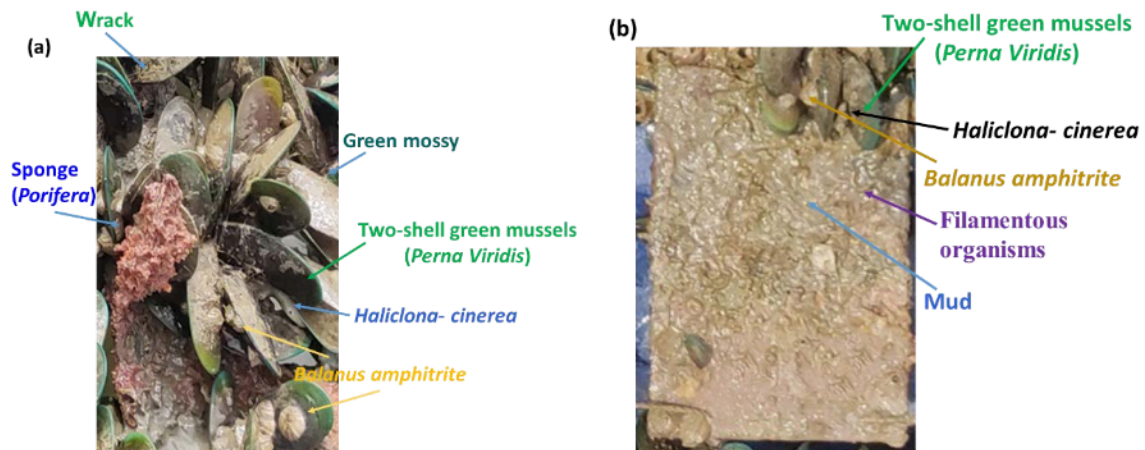 Wrack
(a)
Green mossy
Sponge
(Porifera)
Two-shell green mussels
(Perna Viridis)
Haliclona- cinerea
Balanus amphitrite
(b)
Two-shell green mussels
(Perna Viridis)
Haliclona- cinerea
Balanus amphitrite
Filamentous
organisms
Mud